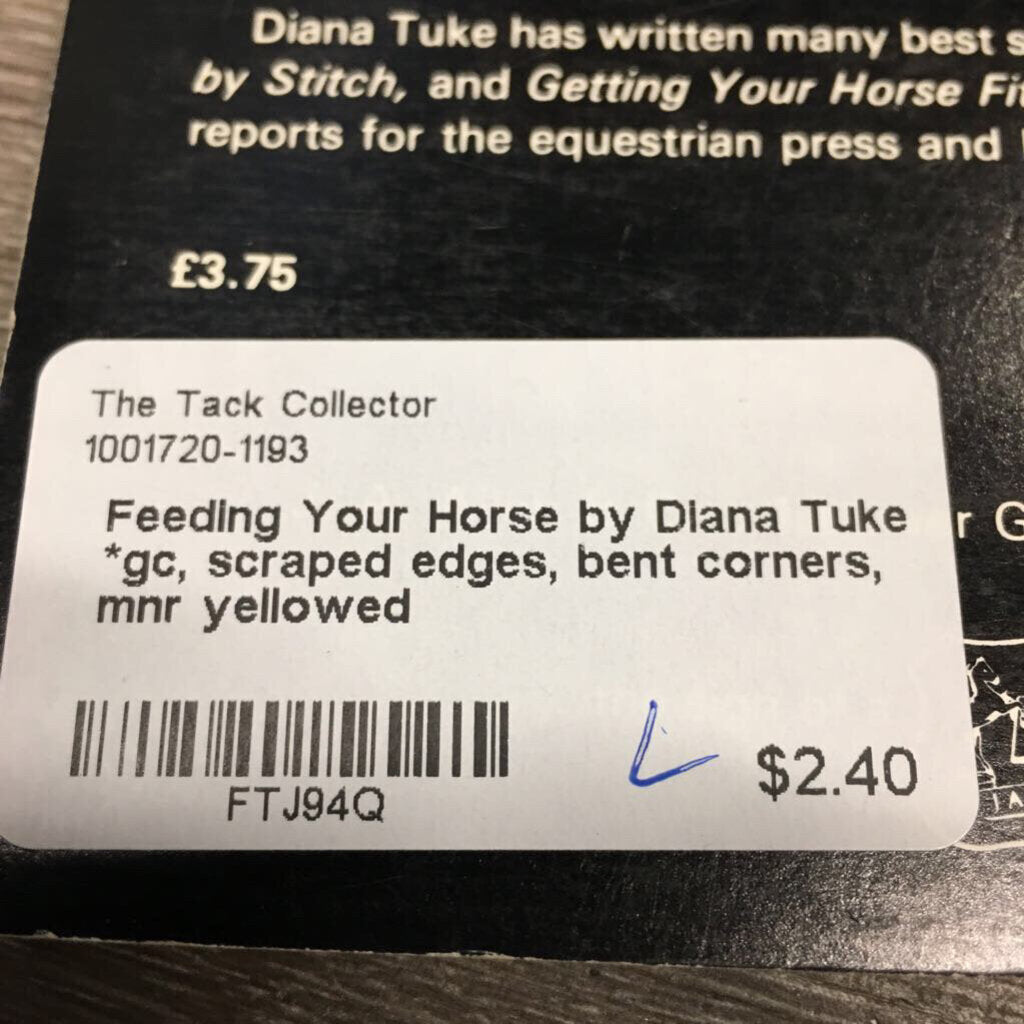 Diana Tuke has written many best s
by Stitch, and Getting Your Horse Fit
reports for the equestrian press and
£3.75
The Tack Collector
1001720-1193
Feeding Your Horse by Diana Tuke
*gc, scraped edges, bent corners,
mnr yellowed
FTJ94Q
$2.40
r G